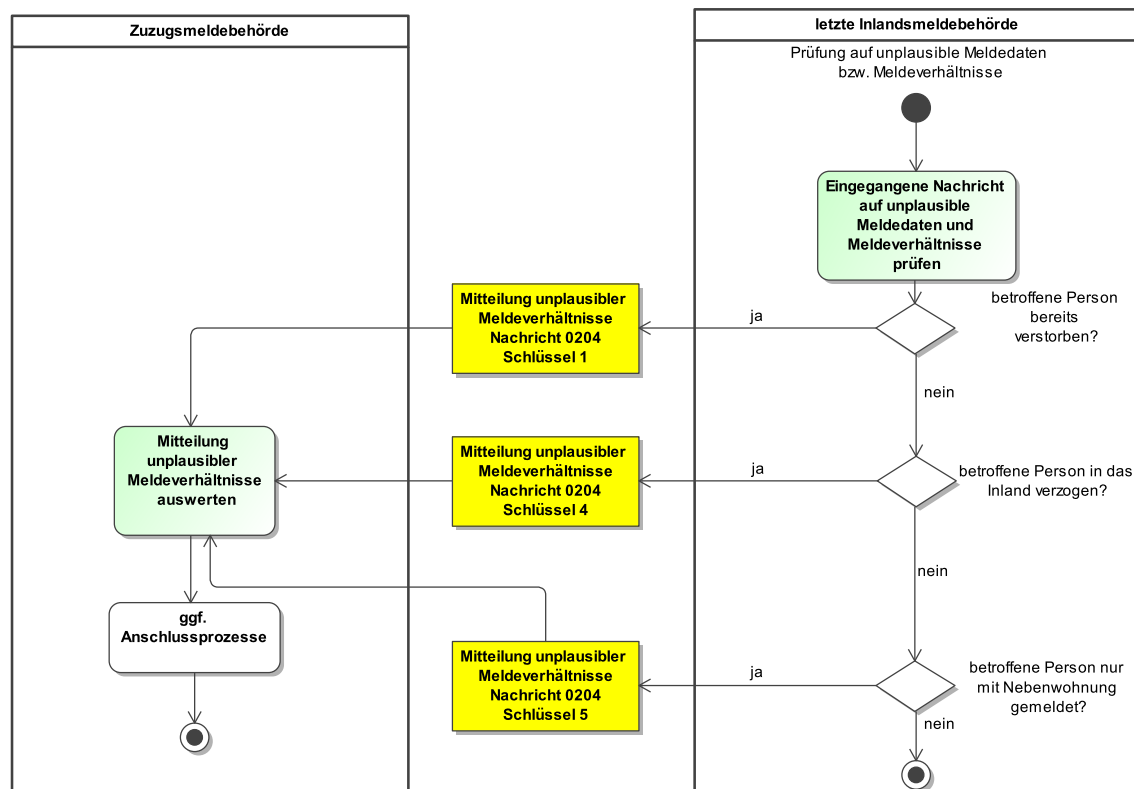 Zuzugsmeldebehörde
letzte Inlandsmeldebehörde
Prüfung auf unplausible Meldedaten
bzw. Meldeverhältnisse
Eingegangene Nachricht
auf unplausible
Meldedaten und
Meldeverhältnisse
prüfen
betroffene Person
bereits
verstorben?
ja
Mitteilung unplausibler
Meldeverhältnisse
Nachricht 0204
Schlüssel 1
nein
Mitteilung
unplausibler
Meldeverhältnisse
auswerten
Mitteilung unplausibler
Meldeverhältnisse
Nachricht 0204
Schlüssel 4
ja
betroffene Person in das
Inland verzogen?
nein
ggf.
Anschlussprozesse
Mitteilung unplausibler
Meldeverhältnisse
Nachricht 0204
Schlüssel 5
ja
betroffene Person nur
mit Nebenwohnung
gemeldet?
nein